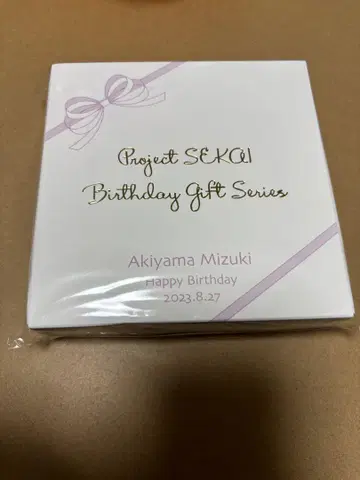 Project SEKAI
Birthday Gift Series
Akiyama Mizuki
Happy Birthday
2023.8.27